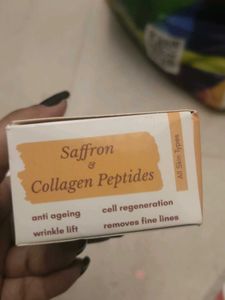 Saffron
&
Collagen Peptides
All Skin Types
anti ageing cell regeneration
wrinkle lift removes fine lines